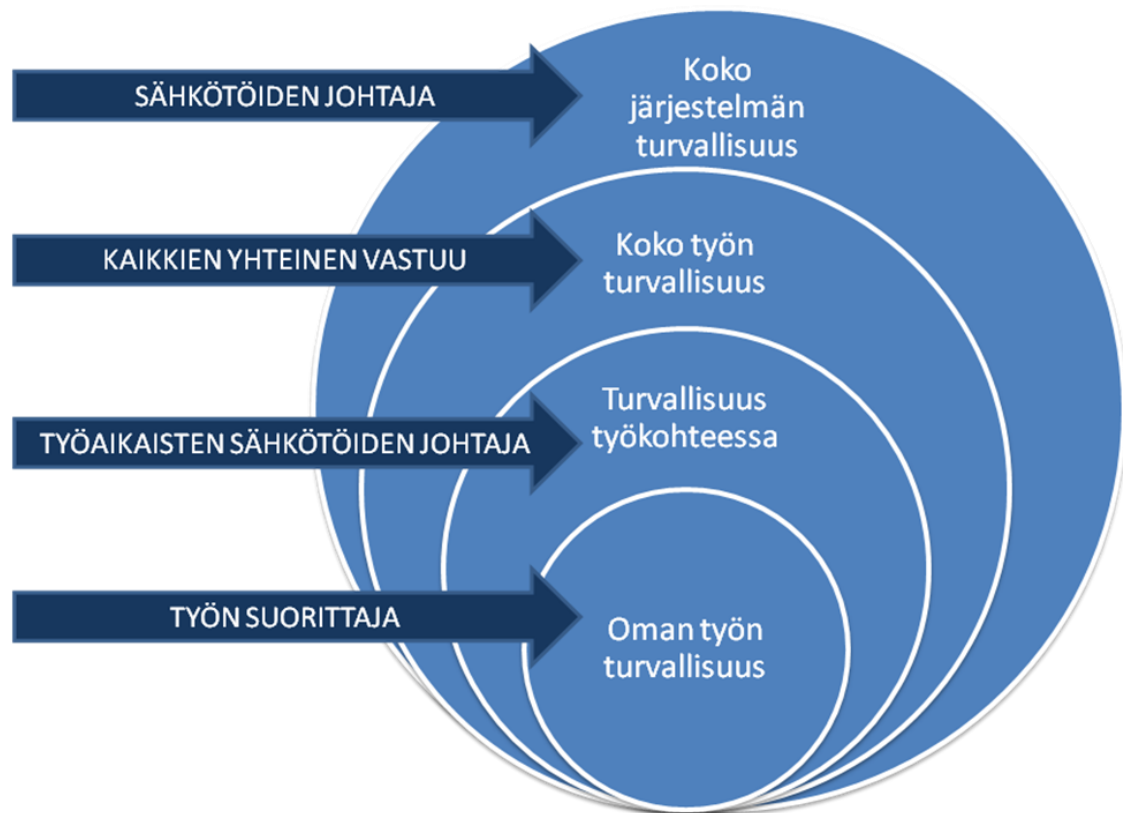 SÄHKÖTÖIDEN JOHTAJA
Koko
järjestelmän
turvallisuus
KAIKKIEN YHTEINEN VASTUU
Koko työn
turvallisuus
TYÖAIKAISTEN SÄHKÖTÖIDEN JOHTAJA
Turvallisuus
työkohteessa
TYÖN SUORITTAJA
Oman työn
turvallisuus